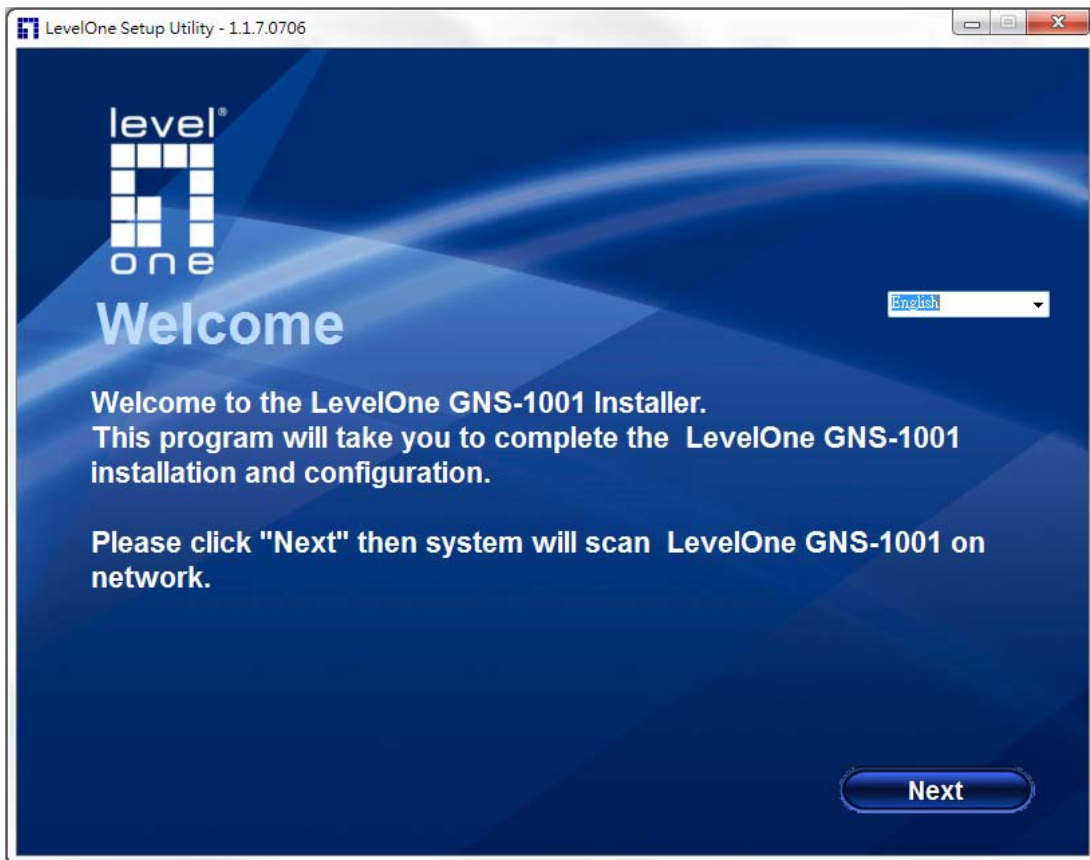 LevelOne Setup Utility - 1.1.7.0706
level®
one
Welcome
English
Welcome to the LevelOne GNS-1001 Installer.
This program will take you to complete the  LevelOne GNS-1001
installation and configuration.
Please click "Next" then system will scan  LevelOne GNS-1001 on
network.
Next